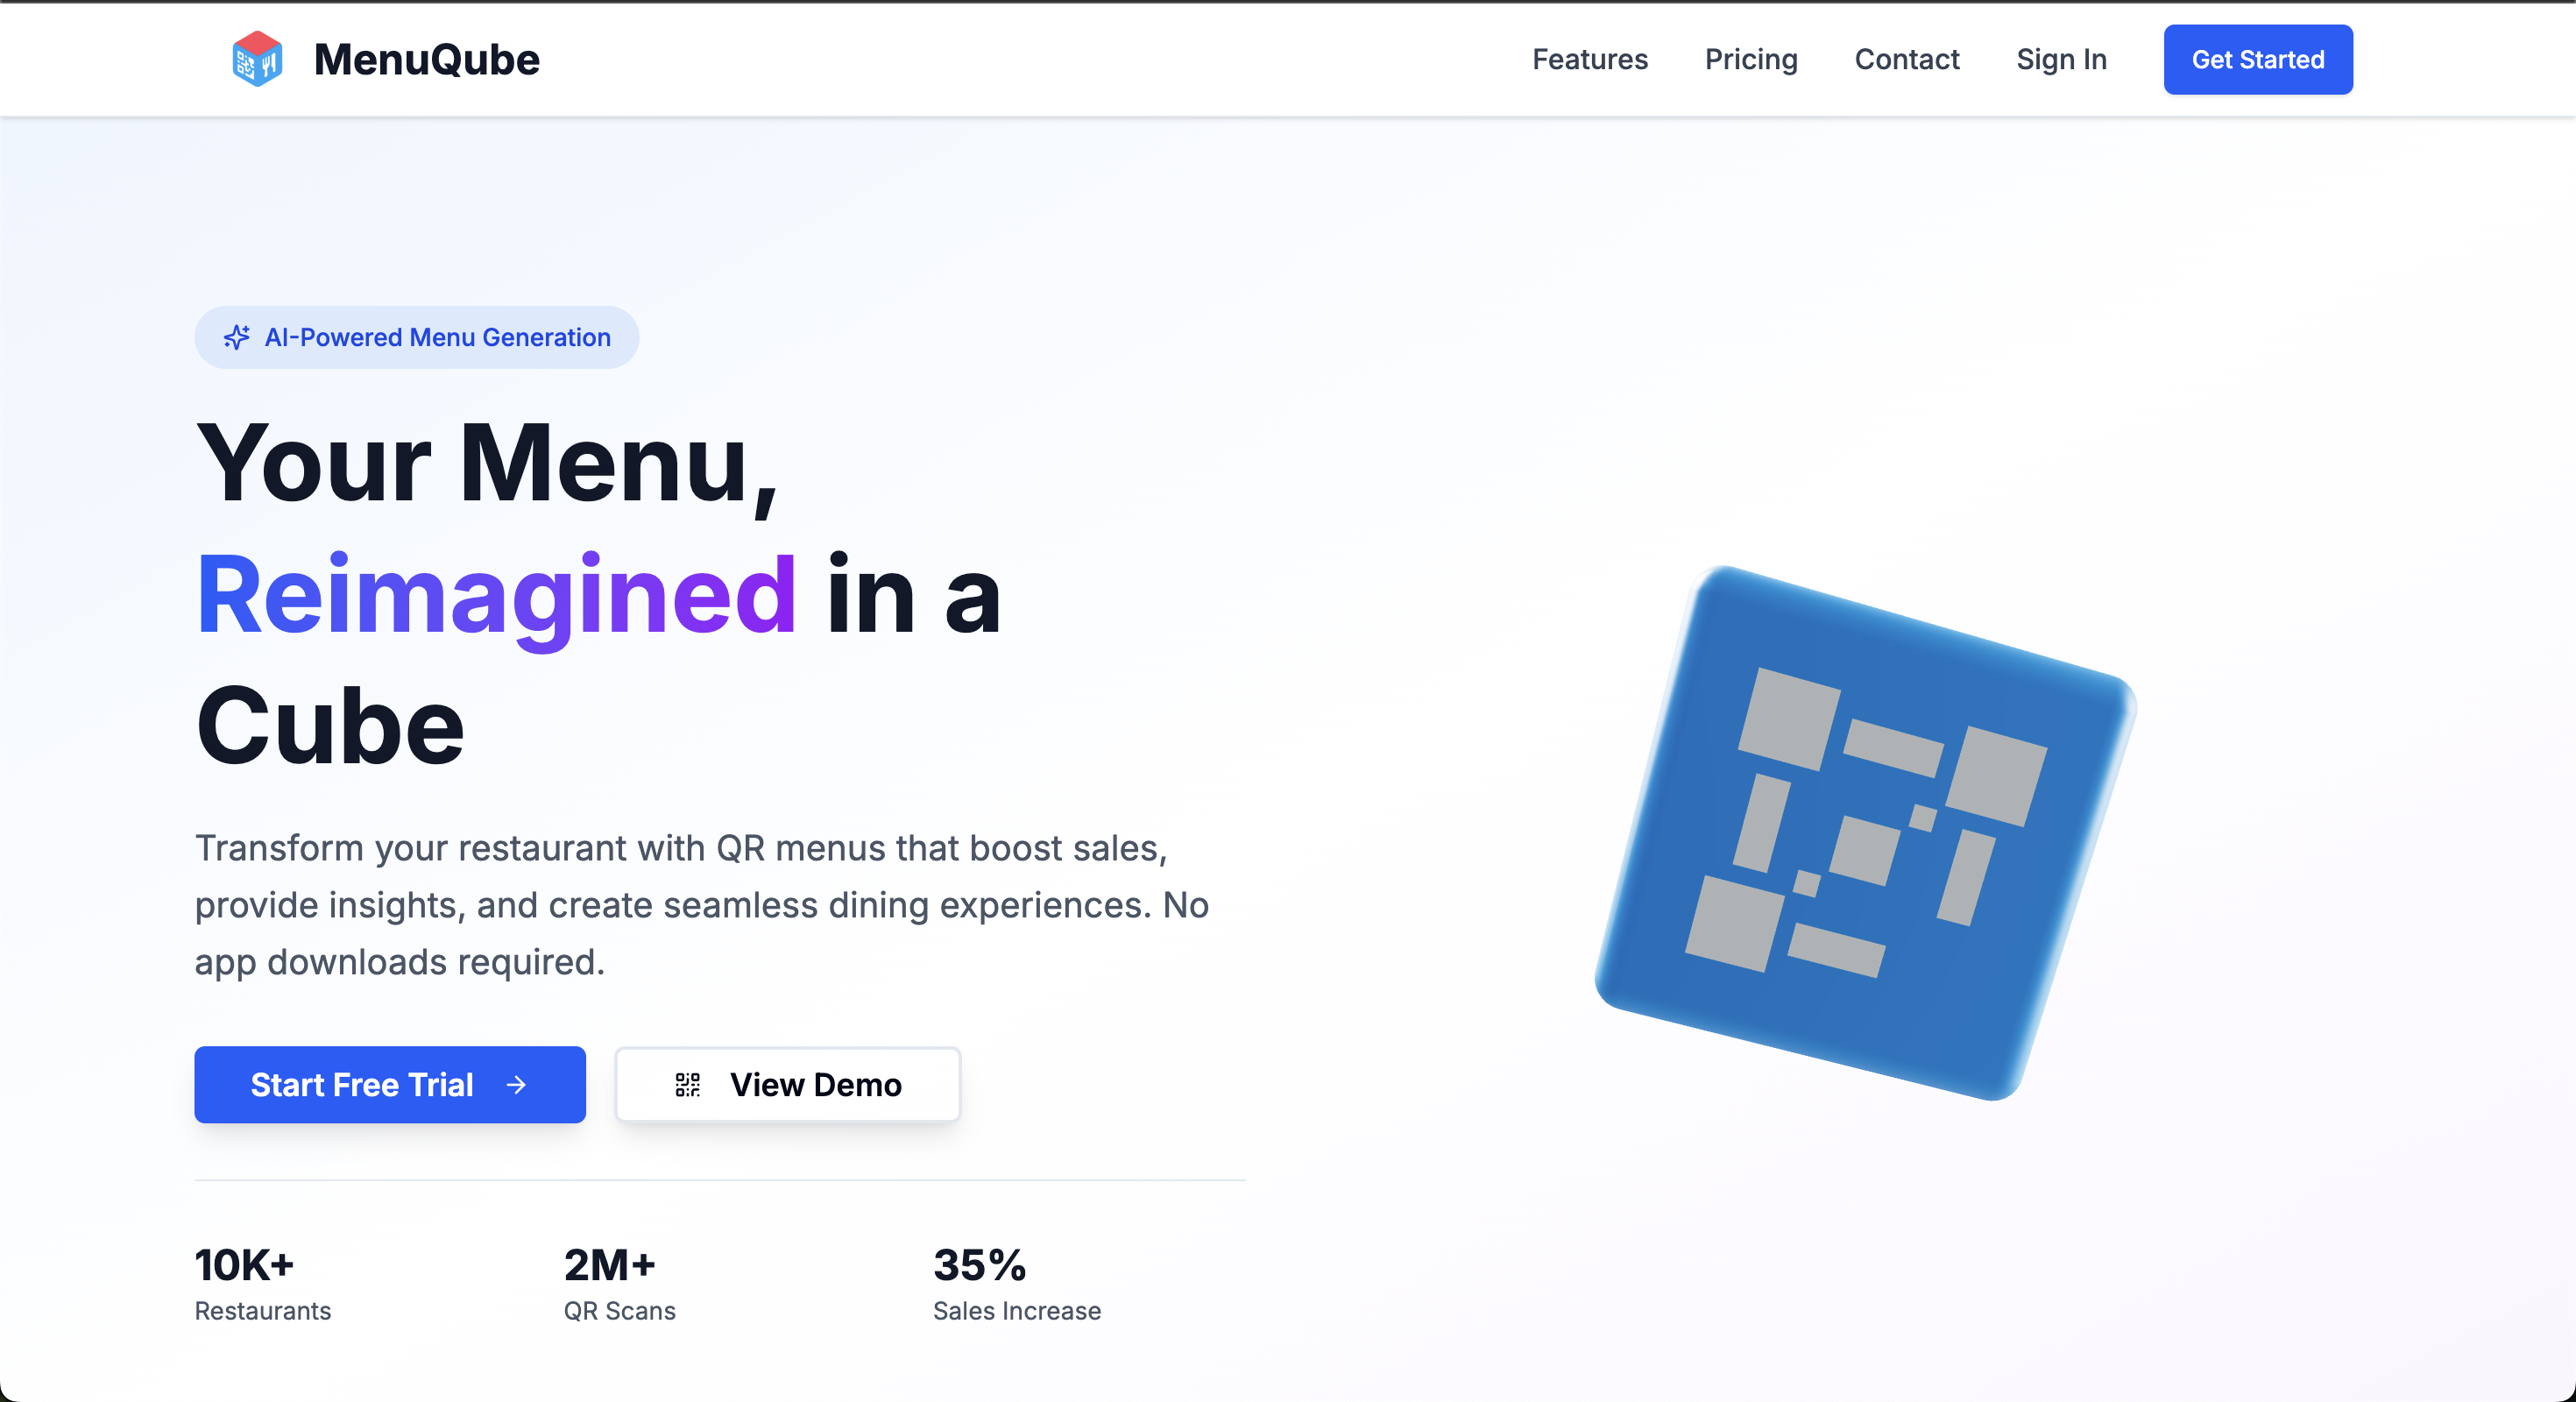 MenuQube
Features
Pricing
Contact
Sign In
Get Started
AI-Powered Menu Generation
Your Menu,
Reimagined in a
Cube
Transform your restaurant with QR menus that boost sales,
provide insights, and create seamless dining experiences. No
app downloads required.
Start Free Trial
View Demo
10K+
Restaurants
2M+
QR Scans
35%
Sales Increase